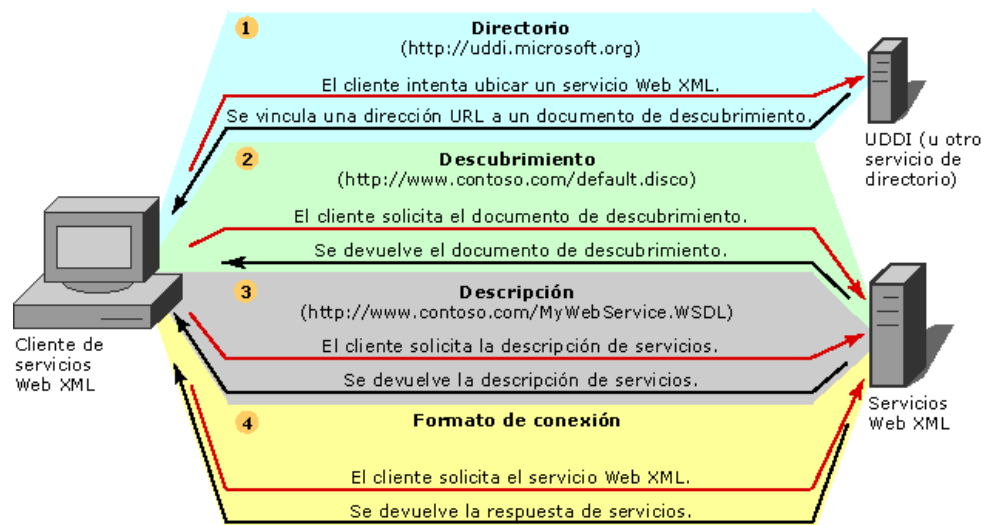 1
Directorio
(http://uddi.microsoft.org)
El cliente intenta ubicar un servicio Web XML.
Se vincula una dirección URL a un documento de descubrimiento.
UDDI (u otro
servicio de
directorio)
2
Descubrimiento
(http://www.contoso.com/default.disco)
El cliente solicita el documento de descubrimiento.
Se devuelve el documento de descubrimiento.
3
Descripción
(http://www.contoso.com/MyWebService.WSDL)
El cliente solicita la descripción de servicios.
Se devuelve la descripción de servicios.
Cliente de
servicios
Web XML
Servicios
Web XML
4
Formato de conexión
El cliente solicita el servicio Web XML.
Se devuelve la respuesta de servicios.